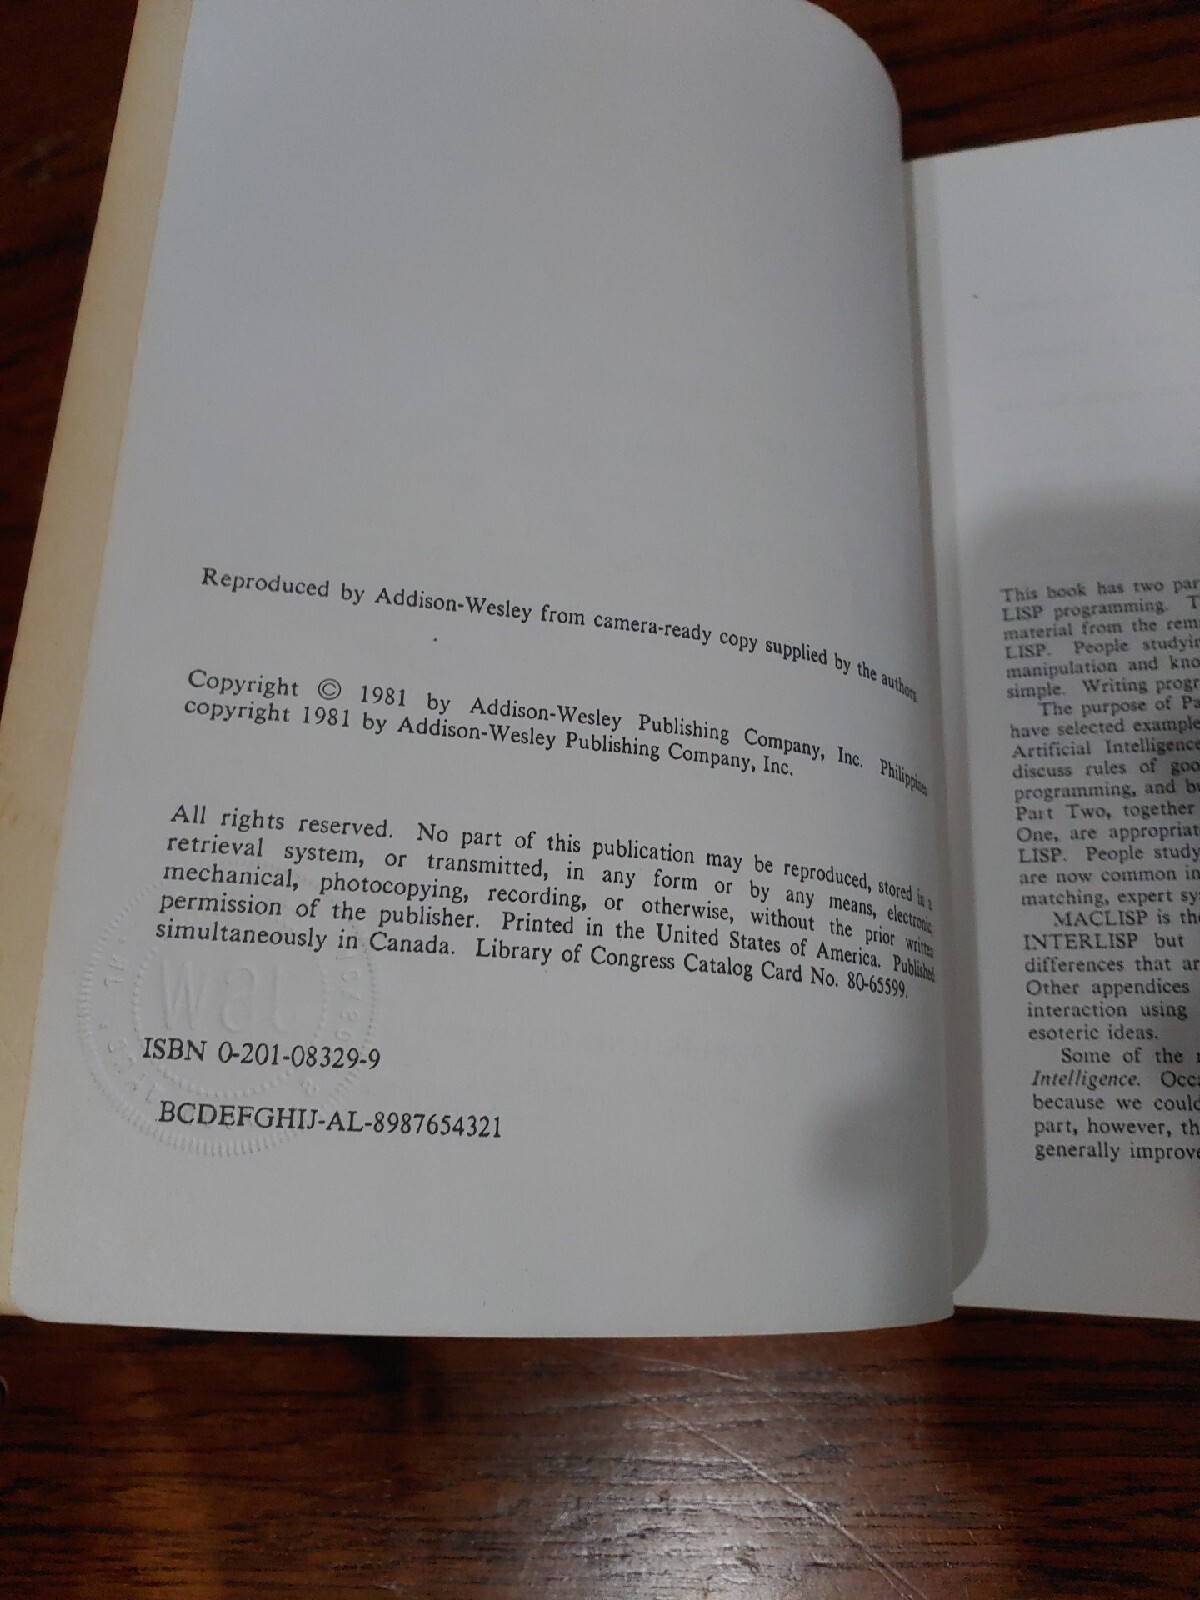 Reproduced by Addison-Wesley from camera-ready copy supplied by the authors
Copyright © 1981 by Addison-Wesley Publishing Company, Inc. Philippines
copyright 1981 by Addison-Wesley Publishing Company, Inc.
All rights reserved. No part of this publication may be reproduced, stored in a
retrieval system, or transmitted, in any form or by any means, electronic,
mechanical, photocopying, recording, or otherwise, without the prior written
permission of the publisher. Printed in the United States of America. Published
simultaneously in Canada. Library of Congress Catalog Card No. 80-65599.
ISBN 0-201-08329-9
BCDEFGHIJ-AL-8987654321
This book has two par
LISP programming. T
material from the rem
LISP. People studyin
manipulation and kno
simple. Writing progr
The purpose of Pa
have selected example
Artificial Intelligence
discuss rules of goo
programming, and bu
Part Two, together
One, are appropriat
LISP. People study
are now common in
matching, expert sy
MACLISP is the
INTERLISP but
differences that ar
Other appendices
interaction using
esoteric ideas.
Some of the
Intelligence. Occa
because we could
part, however, th
generally improve